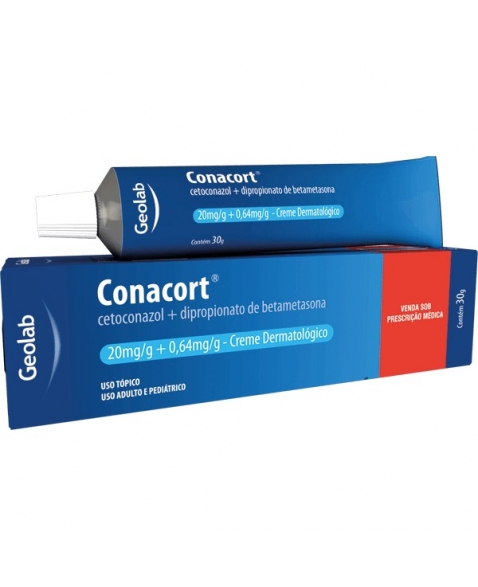 Geolab
Conacort®
cetoconazol + dipropionato de betametasona
20mg/g + 0,64mg/g - Creme Dermatológico
Contém 30g
Geolab
Conacort®
cetoconazol + dipropionato de betametasona
20mg/g + 0,64mg/g - Creme Dermatológico
USO TÓPICO
USO ADULTO E PEDIÁTRICO
VENDA SOB
PRESCRIÇÃO MÉDICA
Contém 30g